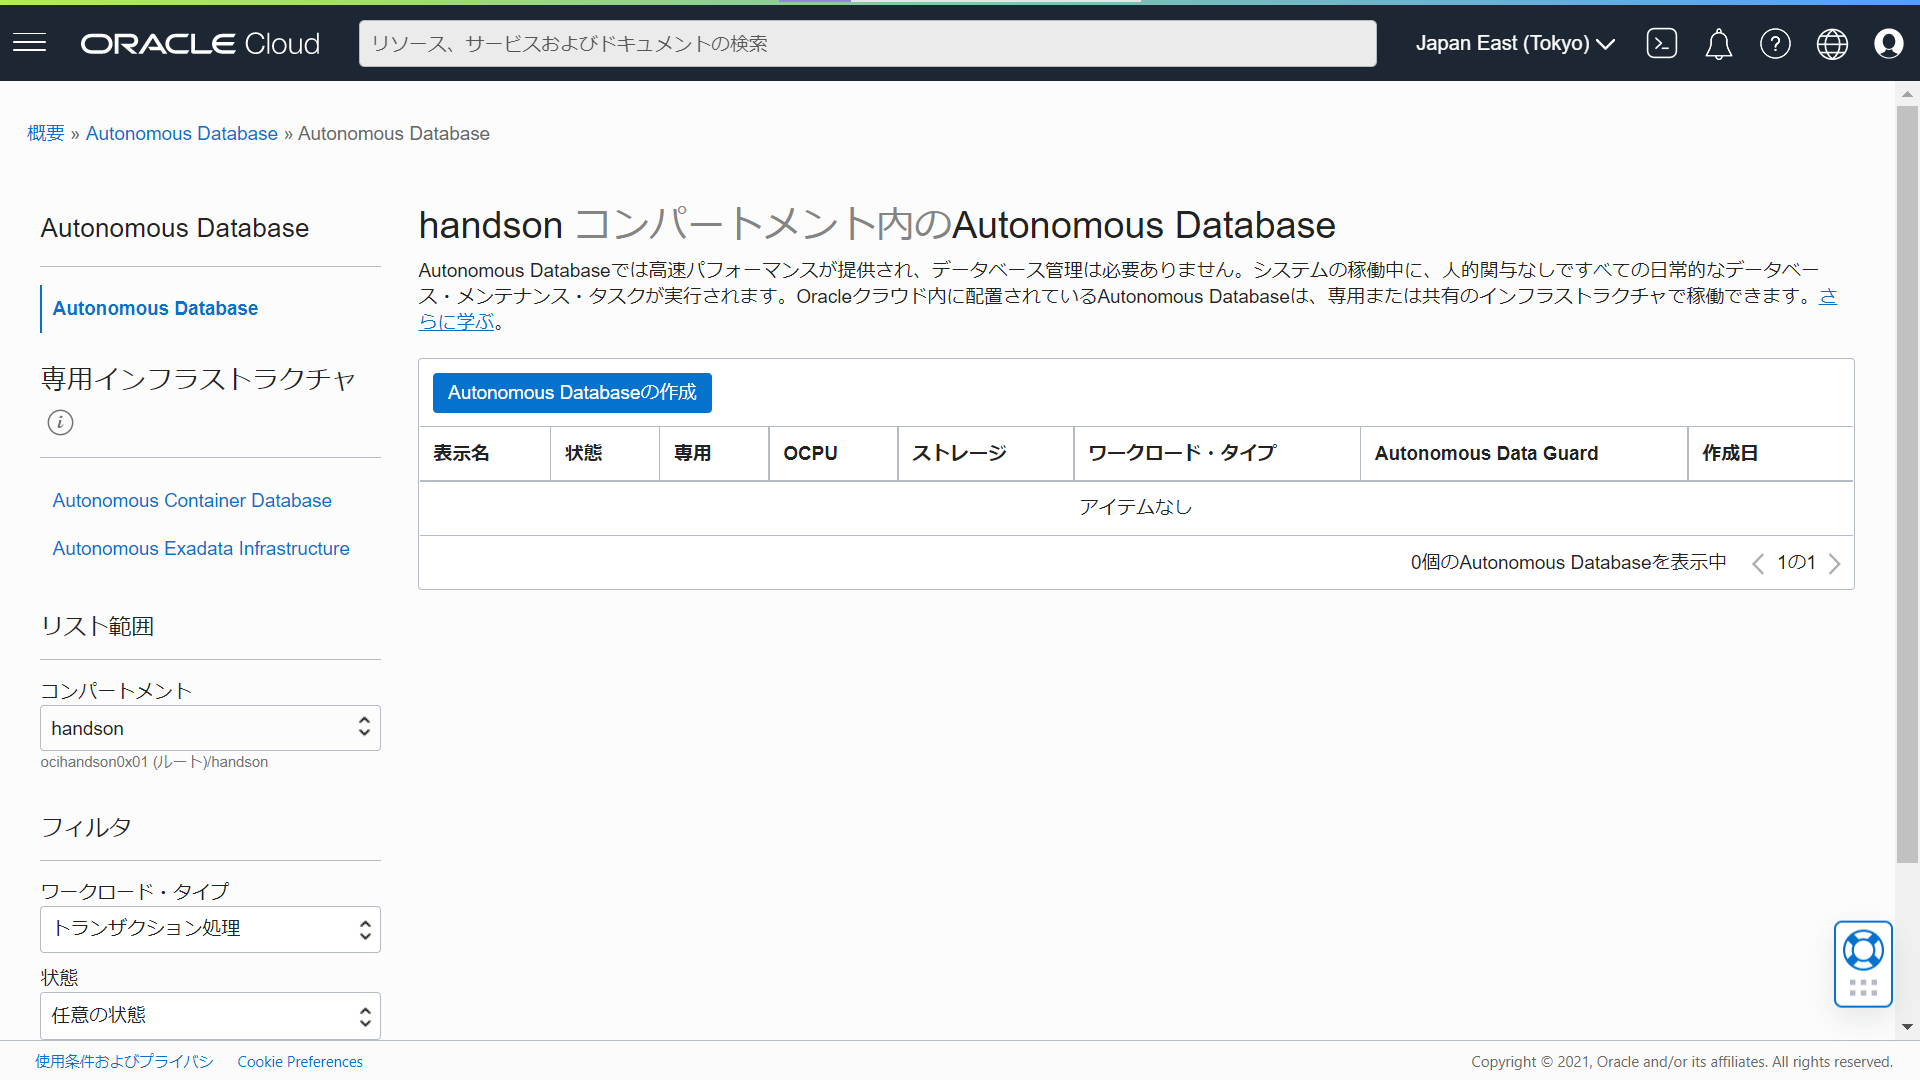 ORACLE Cloud
リソース、サービスおよびドキュメントの検索
Japan East (Tokyo)
概要 » Autonomous Database » Autonomous Database
Autonomous Database
Autonomous Database
専用インフラストラクチャ
Autonomous Container Database
Autonomous Exadata Infrastructure
リスト範囲
コンパートメント
handson
ocihandson0x01 (ルート)/handson
フィルタ
ワークロード・タイプ
トランザクション処理
状態
任意の状態
handson コンパートメント内のAutonomous Database
Autonomous Databaseでは高速パフォーマンスが提供され、データベース管理は必要ありません。システムの稼働中に、人的関与なしですべての日常的なデータベー
ス・メンテナンス・タスクが実行されます。Oracleクラウド内に配置されているAutonomous Databaseは、専用または共有のインフラストラクチャで稼働できます。さ
らに学ぶ。
Autonomous Databaseの作成
表示名 状態 専用 OCPU ストレージ ワークロード・タイプ Autonomous Data Guard 作成日
アイテムなし
0個のAutonomous Databaseを表示中 1の1
使用条件およびプライバシ Cookie Preferences
Copyright © 2021, Oracle and/or its affiliates. All rights reserved.